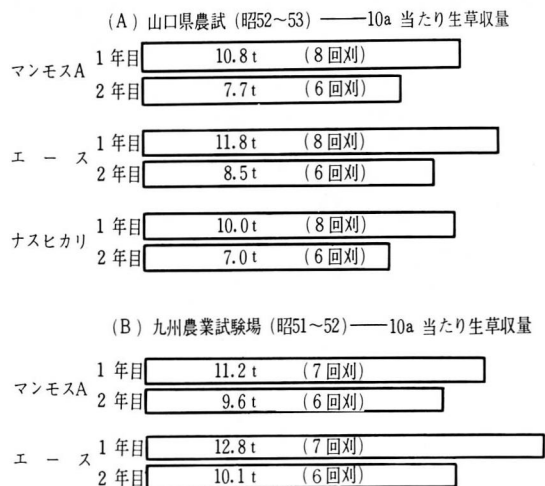 (A) 山口県農試(昭52~53)——10a 当たり生草収量
マンモスA
1 年目 10.8 t (8 回刈)
2 年目 7.7 t (6 回刈)
エース
1 年目 11.8 t (8 回刈)
2 年目 8.5 t (6 回刈)
ナスヒカリ
1 年目 10.0 t (8 回刈)
2 年目 7.0 t (6 回刈)
(B) 九州農業試験場(昭51~52)——10a 当たり生草収量
マンモスA
1 年目 11.2 t (7 回刈)
2 年目 9.6 t (6 回刈)
エース
1 年目 12.8 t (7 回刈)
2 年目 10.1 t (6 回刈)